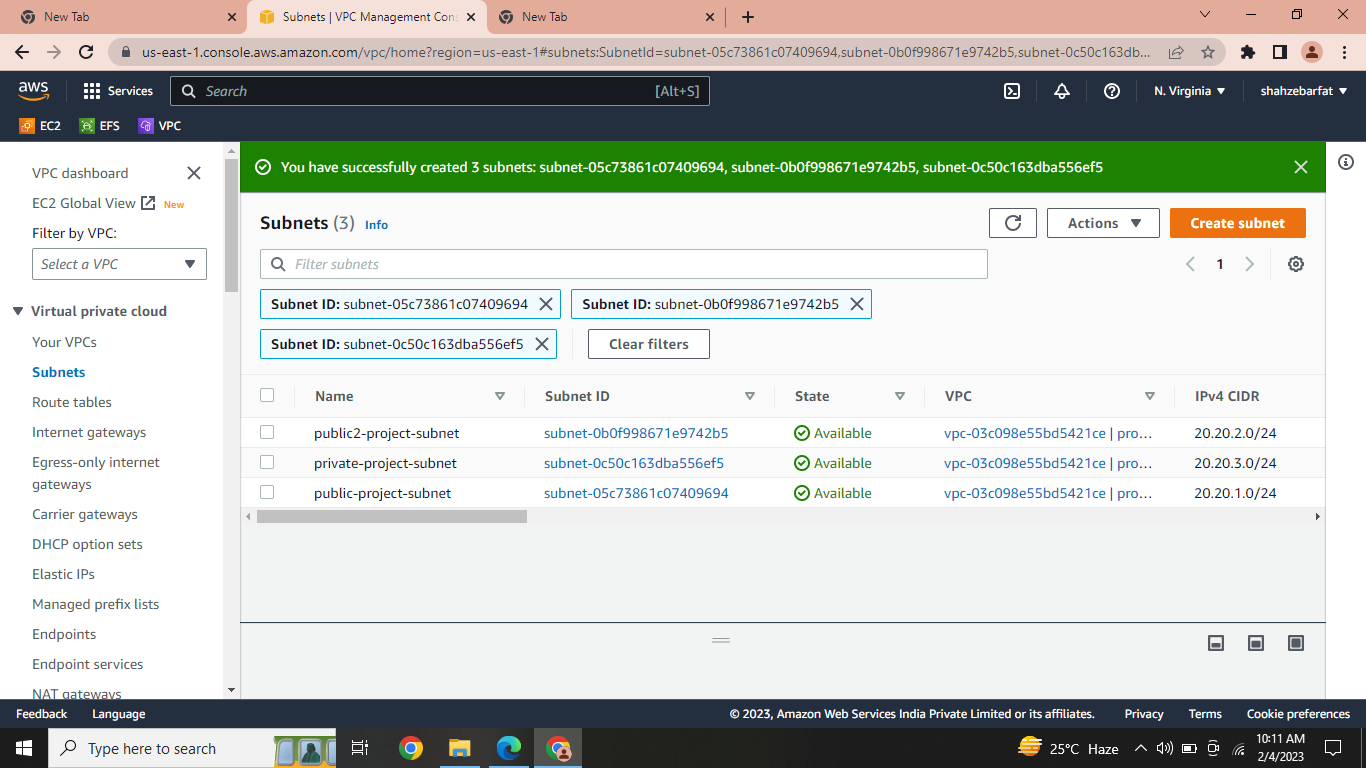 New Tab
Subnets | VPC Management Con
New Tab
us-east-1.console.aws.amazon.com/vpc/home?region=us-east-1#subnets:SubnetId=subnet-05c73861c07409694,subnet-0b0f998671e9742b5,subnet-0c50c163db...
aws
Services
Search
[Alt+S]
N. Virginia
shahzebarfat
EC2
EFS
VPC
VPC dashboard
EC2 Global View
New
Filter by VPC:
Select a VPC
Virtual private cloud
Your VPCs
Subnets
Route tables
Internet gateways
Egress-only internet
gateways
Carrier gateways
DHCP option sets
Elastic IPs
Managed prefix lists
Endpoints
Endpoint services
NAT gateways
You have successfully created 3 subnets: subnet-05c73861c07409694, subnet-0b0f998671e9742b5, subnet-0c50c163dba556ef5
Subnets (3) Info
Actions
Create subnet
Filter subnets
1
Subnet ID: subnet-05c73861c07409694
Subnet ID: subnet-0b0f998671e9742b5
Subnet ID: subnet-0c50c163dba556ef5
Clear filters
Name Subnet ID State VPC IPv4 CIDR
public2-project-subnet subnet-0b0f998671e9742b5 Available vpc-03c098e55bd5421ce | pro... 20.20.2.0/24
private-project-subnet subnet-0c50c163dba556ef5 Available vpc-03c098e55bd5421ce | pro... 20.20.3.0/24
public-project-subnet subnet-05c73861c07409694 Available vpc-03c098e55bd5421ce | pro... 20.20.1.0/24
Feedback
Language
© 2023, Amazon Web Services India Private Limited or its affiliates.
Privacy
Terms
Cookie preferences
Type here to search
25°C Haze
10:11 AM
2/4/2023